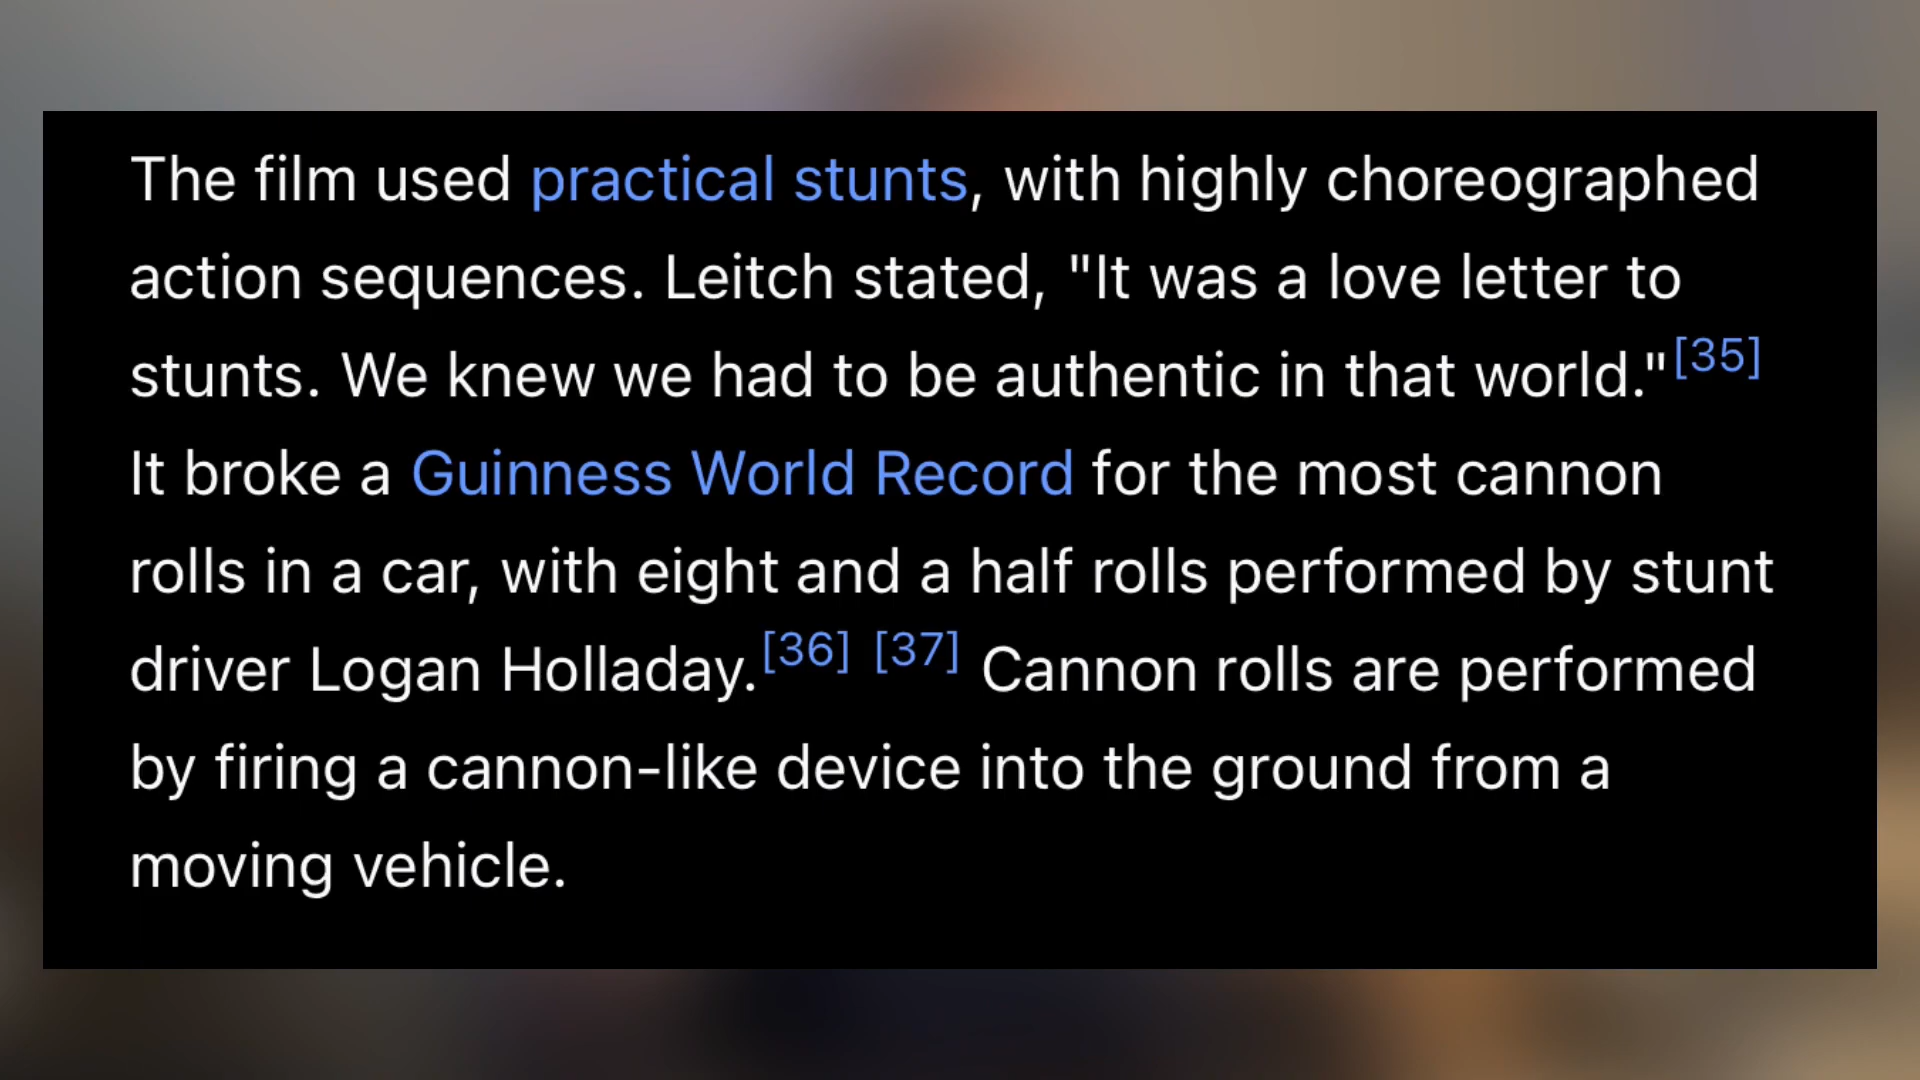 The film used practical stunts, with highly choreographed
action sequences. Leitch stated, "It was a love letter to
stunts. We knew we had to be authentic in that world."[35]
It broke a Guinness World Record for the most cannon
rolls in a car, with eight and a half rolls performed by stunt
driver Logan Holladay.[36] [37] Cannon rolls are performed
by firing a cannon-like device into the ground from a
moving vehicle.